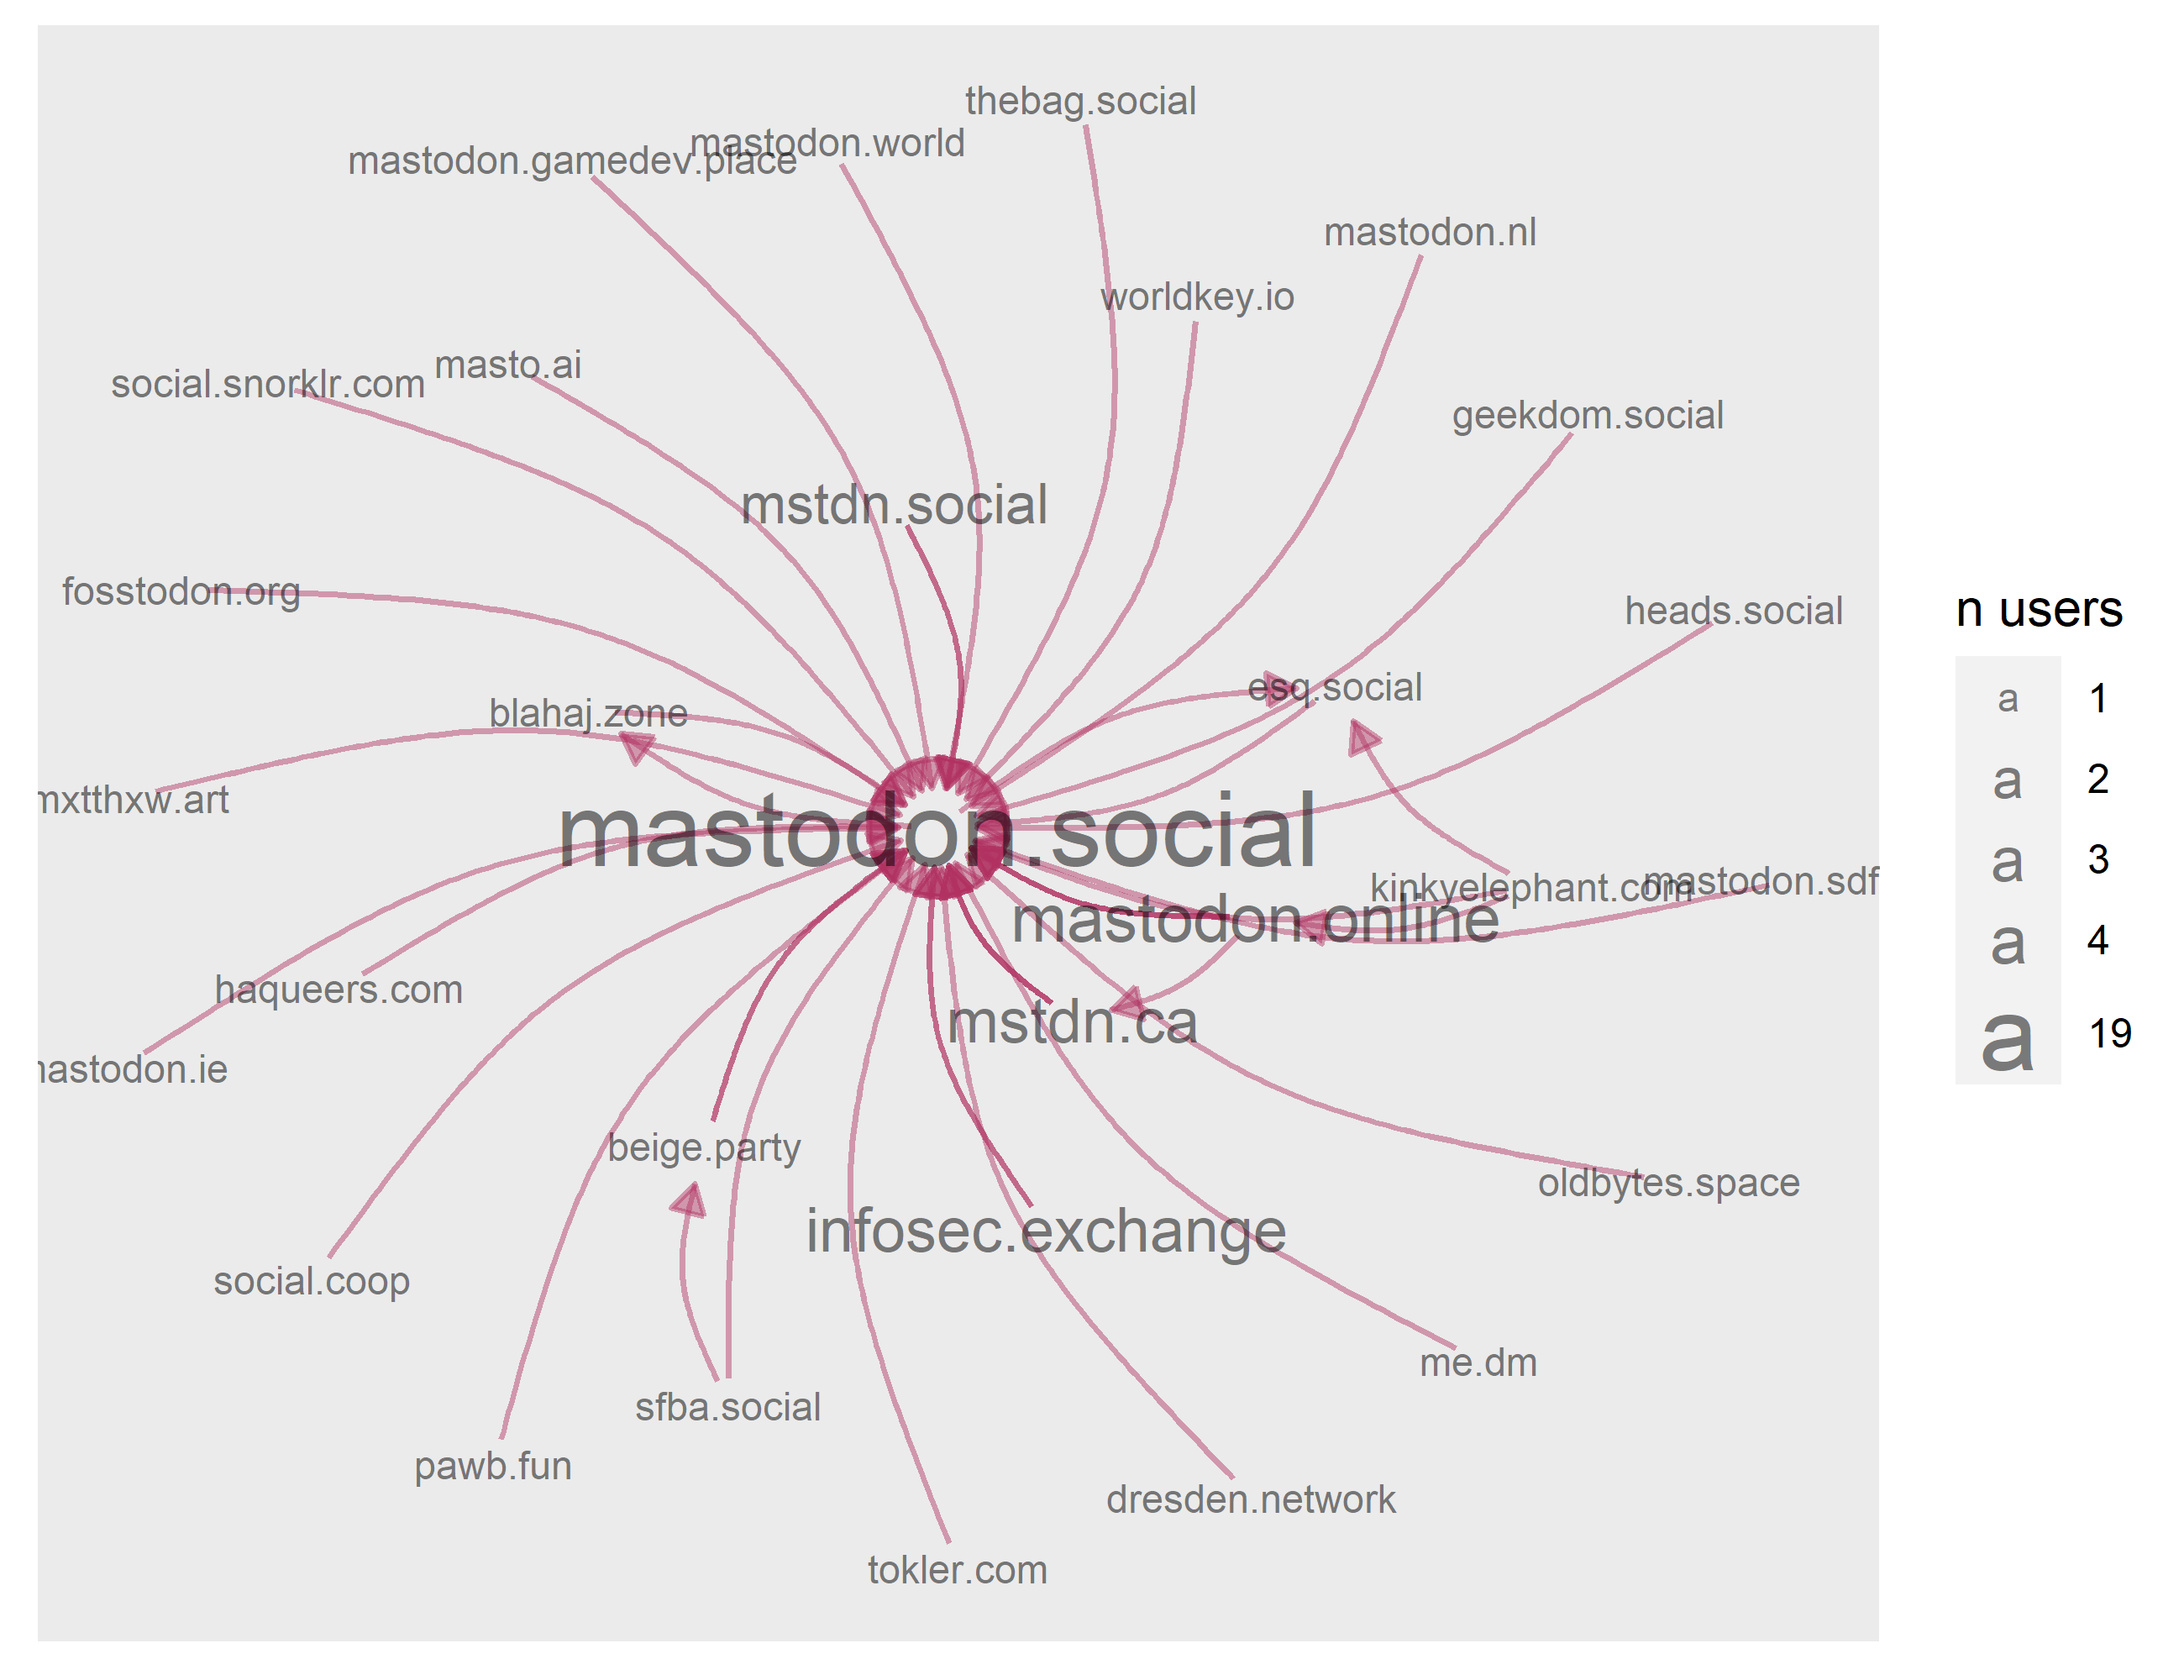 thebag.social
mastodon.world
mastodon.gamedev.place
mastodon.nl
worldkey.io
masto.ai
social.snorklr.com
geekdom.social
mstdn.social
fosstodon.org
heads.social
esq.social
blahaj.zone
mxtthxw.art
mastodon.social
kinkyelephant.com
mastodon.sdf
mastodon.online
haqueers.com
mstdn.ca
nastodon.ie
beige.party
oldbytes.space
infosec.exchange
social.coop
me.dm
sfba.social
pawb.fun
dresden.network
tokler.com
n users
a 1
a 2
a 3
a 4
a 19